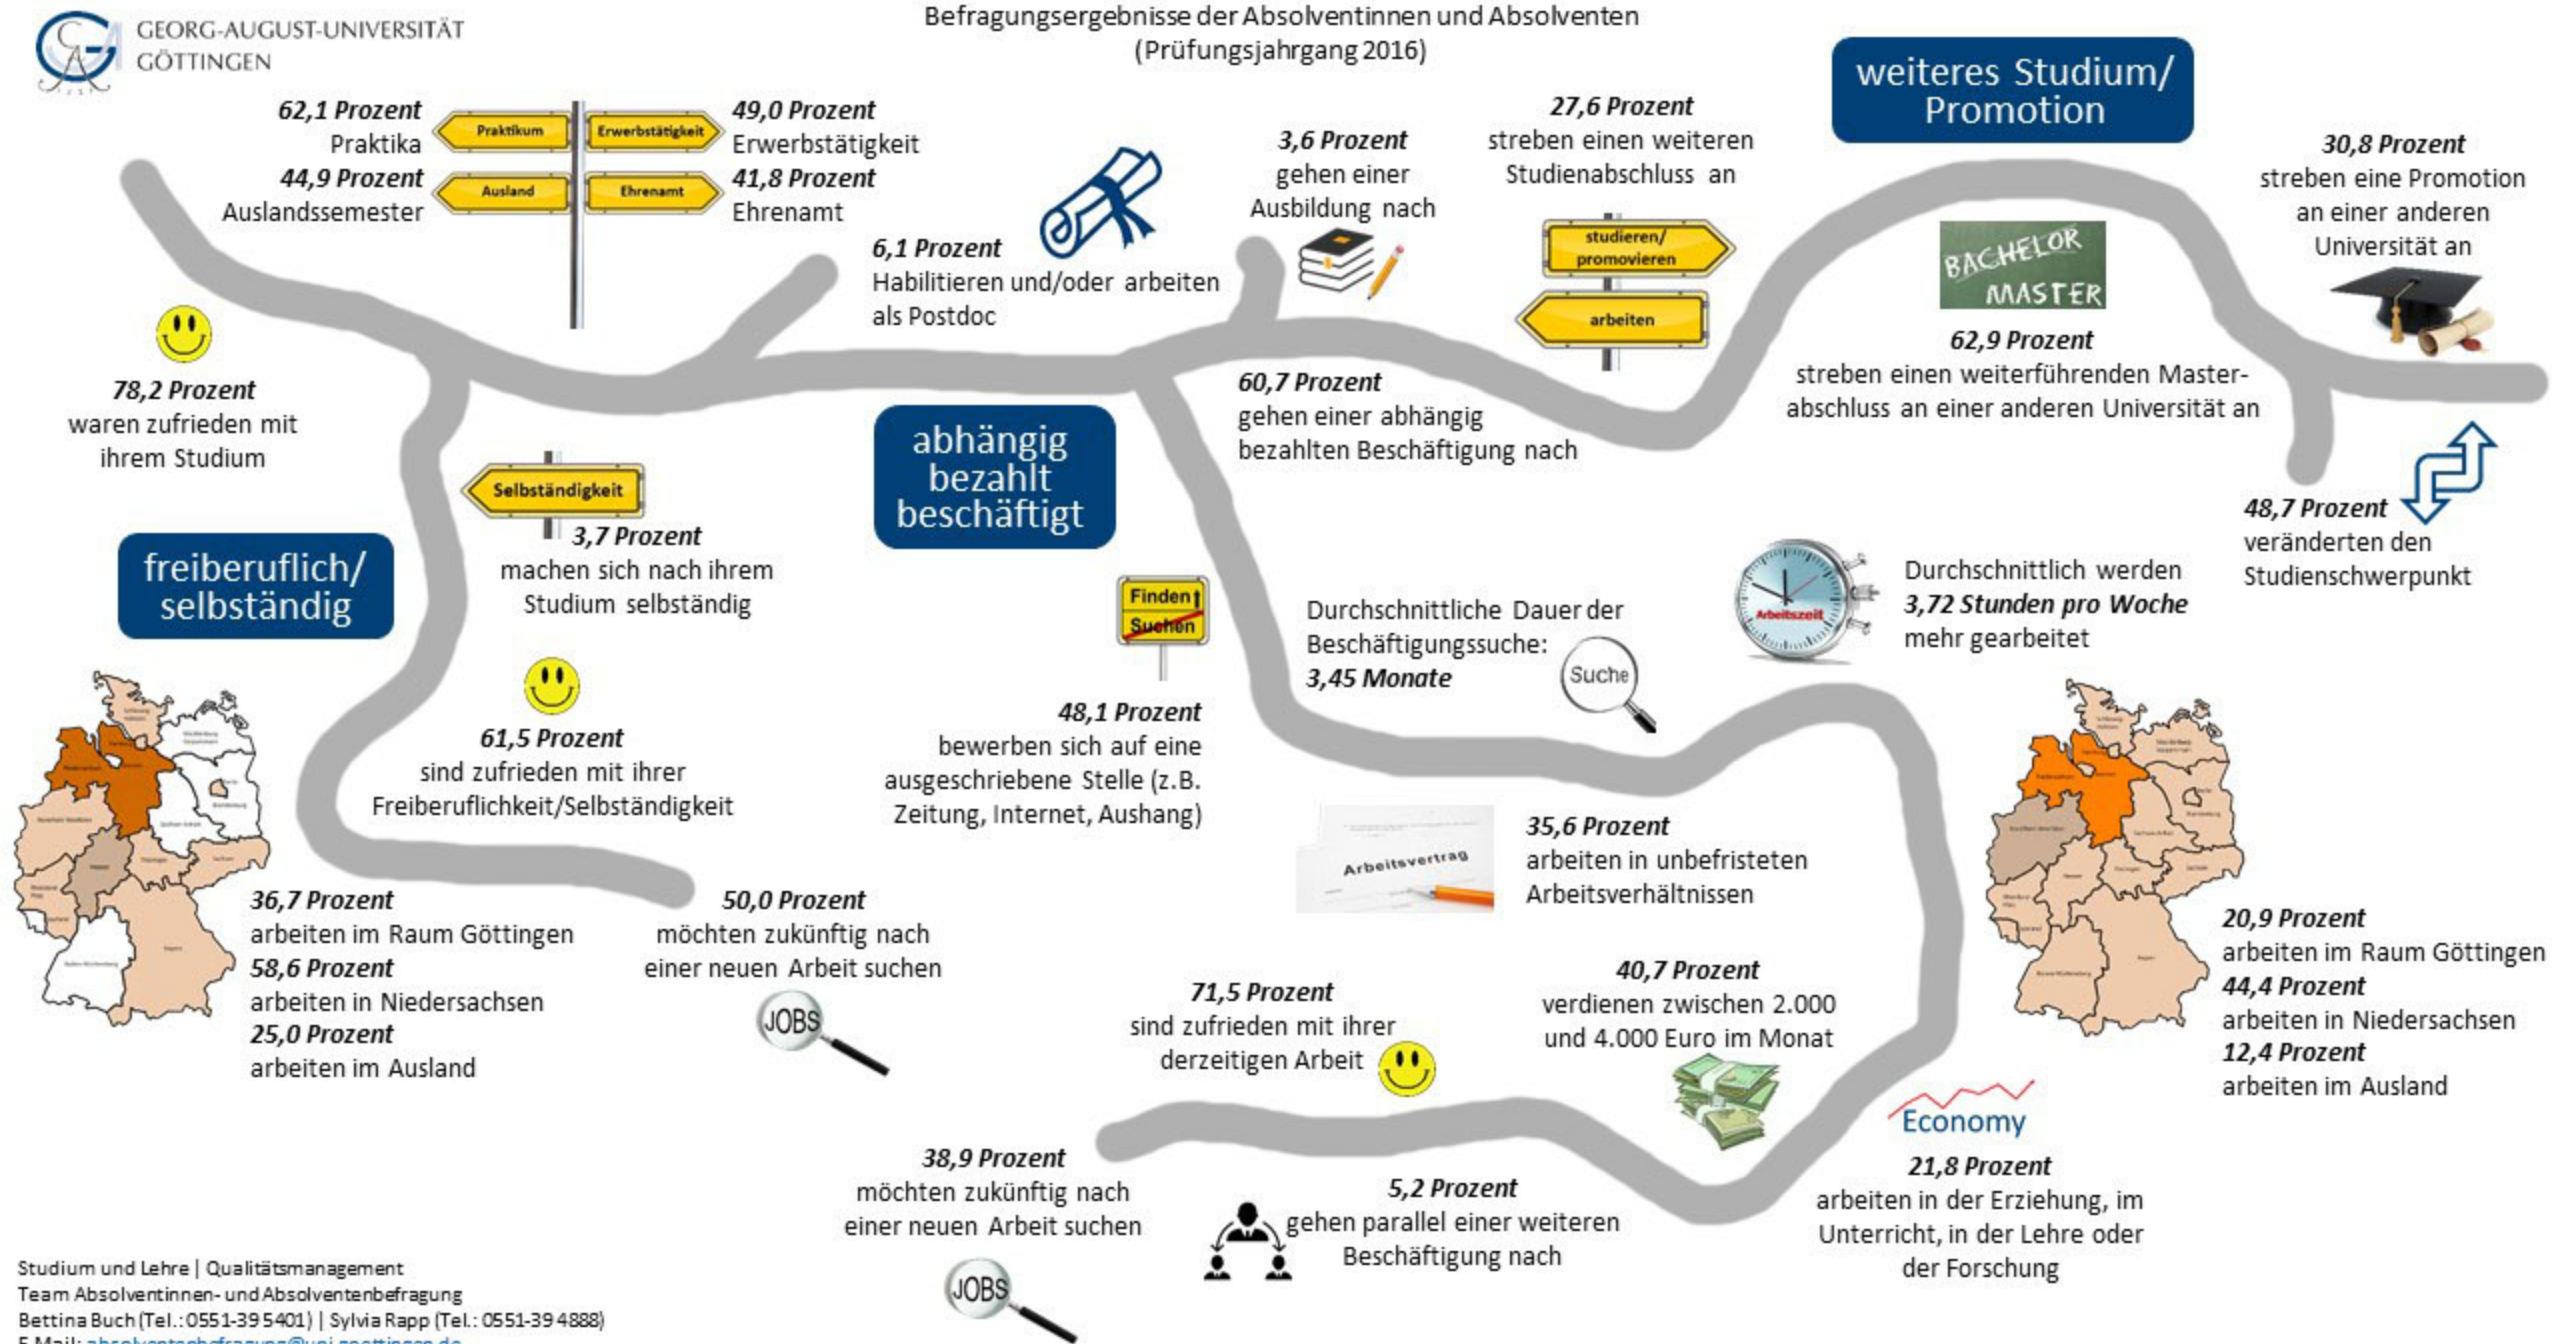 GEORG-AUGUST-UNIVERSITÄT
GÖTTINGEN
Befragungsergebnisse der Absolventinnen und Absolventen
(Prüfungsjahrgang 2016)
62,1 Prozent
Praktika
44,9 Prozent
Auslandssemester
Praktikum
Erwerbstätigkeit
Ausland
Ehrenamt
49,0 Prozent
Erwerbstätigkeit
41,8 Prozent
Ehrenamt
78,2 Prozent
waren zufrieden mit
ihrem Studium
6,1 Prozent
Habilitieren und/oder arbeiten
als Postdoc
3,6 Prozent
gehen einer
Ausbildung nach
27,6 Prozent
streben einen weiteren
Studienabschluss an
studieren/
promovieren
arbeiten
weiteres Studium/
Promotion
BACHELOR
MASTER
62,9 Prozent
streben einen weiterführenden Master-
abschluss an einer anderen Universität an
30,8 Prozent
streben eine Promotion
an einer anderen
Universität an
48,7 Prozent
veränderten den
Studienschwerpunkt
Selbständigkeit
3,7 Prozent
machen sich nach ihrem
Studium selbständig
freiberuflich/
selbständig
61,5 Prozent
sind zufrieden mit ihrer
Freiberuflichkeit/Selbständigkeit
36,7 Prozent
arbeiten im Raum Göttingen
58,6 Prozent
arbeiten in Niedersachsen
25,0 Prozent
arbeiten im Ausland
50,0 Prozent
möchten zukünftig nach
einer neuen Arbeit suchen
JOBS
abhängig
bezahlt
beschäftigt
60,7 Prozent
gehen einer abhängig
bezahlten Beschäftigung nach
Finden
Suchen
48,1 Prozent
bewerben sich auf eine
ausgeschriebene Stelle (z.B.
Zeitung, Internet, Aushang)
Durchschnittliche Dauer der
Beschäftigungssuche:
3,45 Monate
Suche
Arbeitszeit
Durchschnittlich werden
3,72 Stunden pro Woche
mehr gearbeitet
Arbeitsvertrag
35,6 Prozent
arbeiten in unbefristeten
Arbeitsverhältnissen
20,9 Prozent
arbeiten im Raum Göttingen
44,4 Prozent
arbeiten in Niedersachsen
12,4 Prozent
arbeiten im Ausland
Economy
21,8 Prozent
arbeiten in der Erziehung, im
Unterricht, in der Lehre oder
der Forschung
40,7 Prozent
verdienen zwischen 2.000
und 4.000 Euro im Monat
71,5 Prozent
sind zufrieden mit ihrer
derzeitigen Arbeit
5,2 Prozent
gehen parallel einer weiteren
Beschäftigung nach
38,9 Prozent
möchten zukünftig nach
einer neuen Arbeit suchen
JOBS
Studium und Lehre | Qualitätsmanagement
Team Absolventinnen- und Absolventenbefragung
Bettina Buch (Tel.: 0551-39 5401) | Sylvia Rapp (Tel.: 0551-39 4888)
E-Mail: absolventenbefragung@uni-goettingen.de